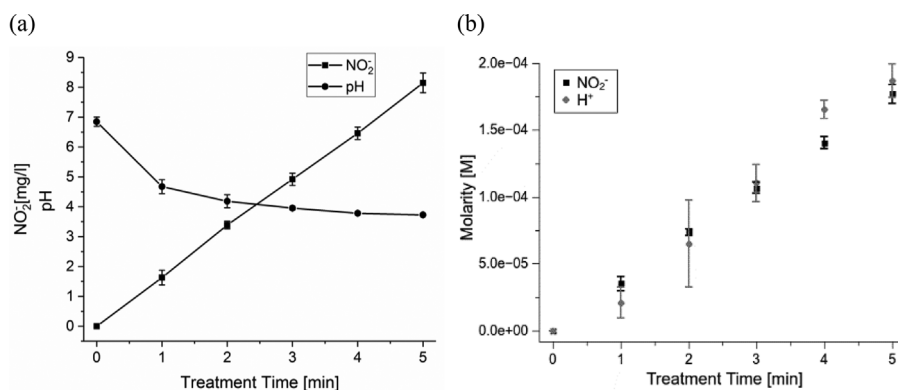 (a)
(b)
NO₂⁻
pH
NO₂⁻[mg/l]
pH
9
8
7
6
5
4
3
2
1
0
0 1 2 3 4 5
Treatment Time [min]
NO₂⁻
H⁺
Molarity [M]
2.0e−04
1.5e−04
1.0e−04
5.0e−05
0.0e+00
0 1 2 3 4 5
Treatment Time [min]